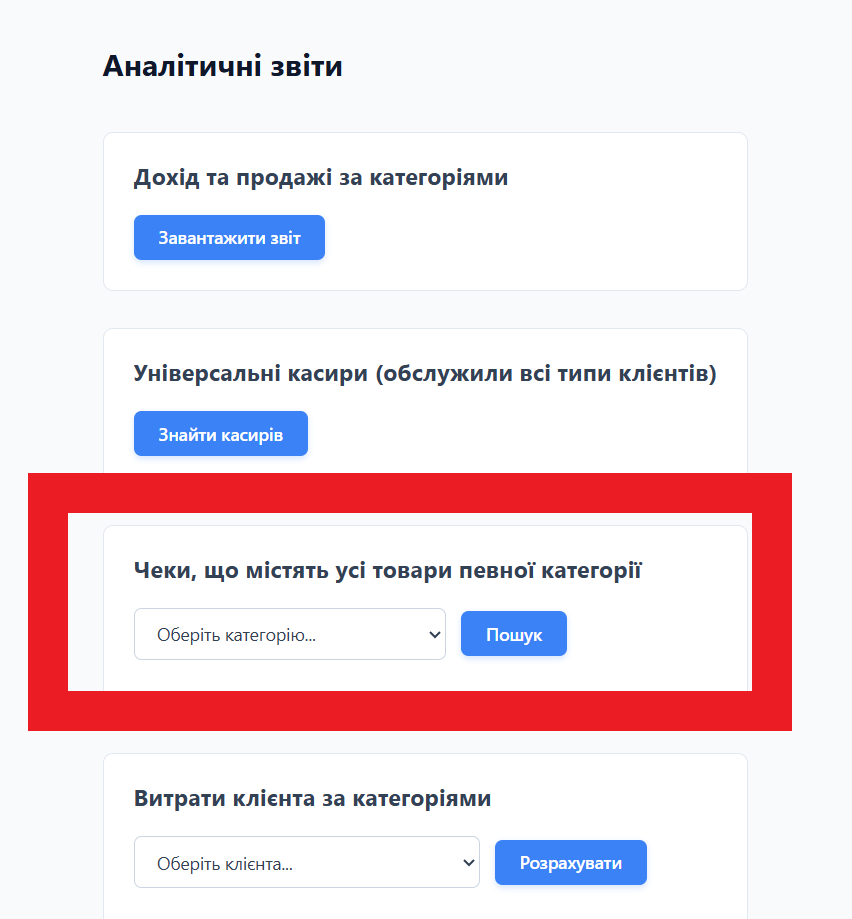 Аналітичні звіти
Дохід та продажі за категоріями
Завантажити звіт
Універсальні касири (обслужили всі типи клієнтів)
Знайти касирів
Чеки, що містять усі товари певної категорії
Оберіть категорію... Пошук
Витрати клієнта за категоріями
Оберіть клієнта... Розрахувати